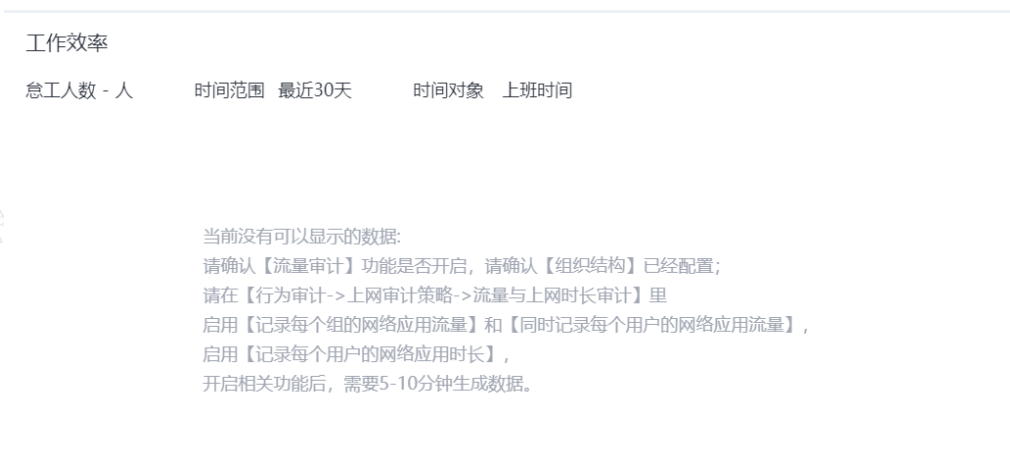 工作效率
怠工人数 - 人 时间范围 最近30天 时间对象 上班时间
当前没有可以显示的数据:
请确认【流量审计】功能是否开启，请确认【组织结构】已经配置；
请在【行为审计->上网审计策略->流量与上网时长审计】里
启用【记录每个组的网络应用流量】和【同时记录每个用户的网络应用流量】，
启用【记录每个用户的网络应用时长】，
开启相关功能后，需要5-10分钟生成数据。